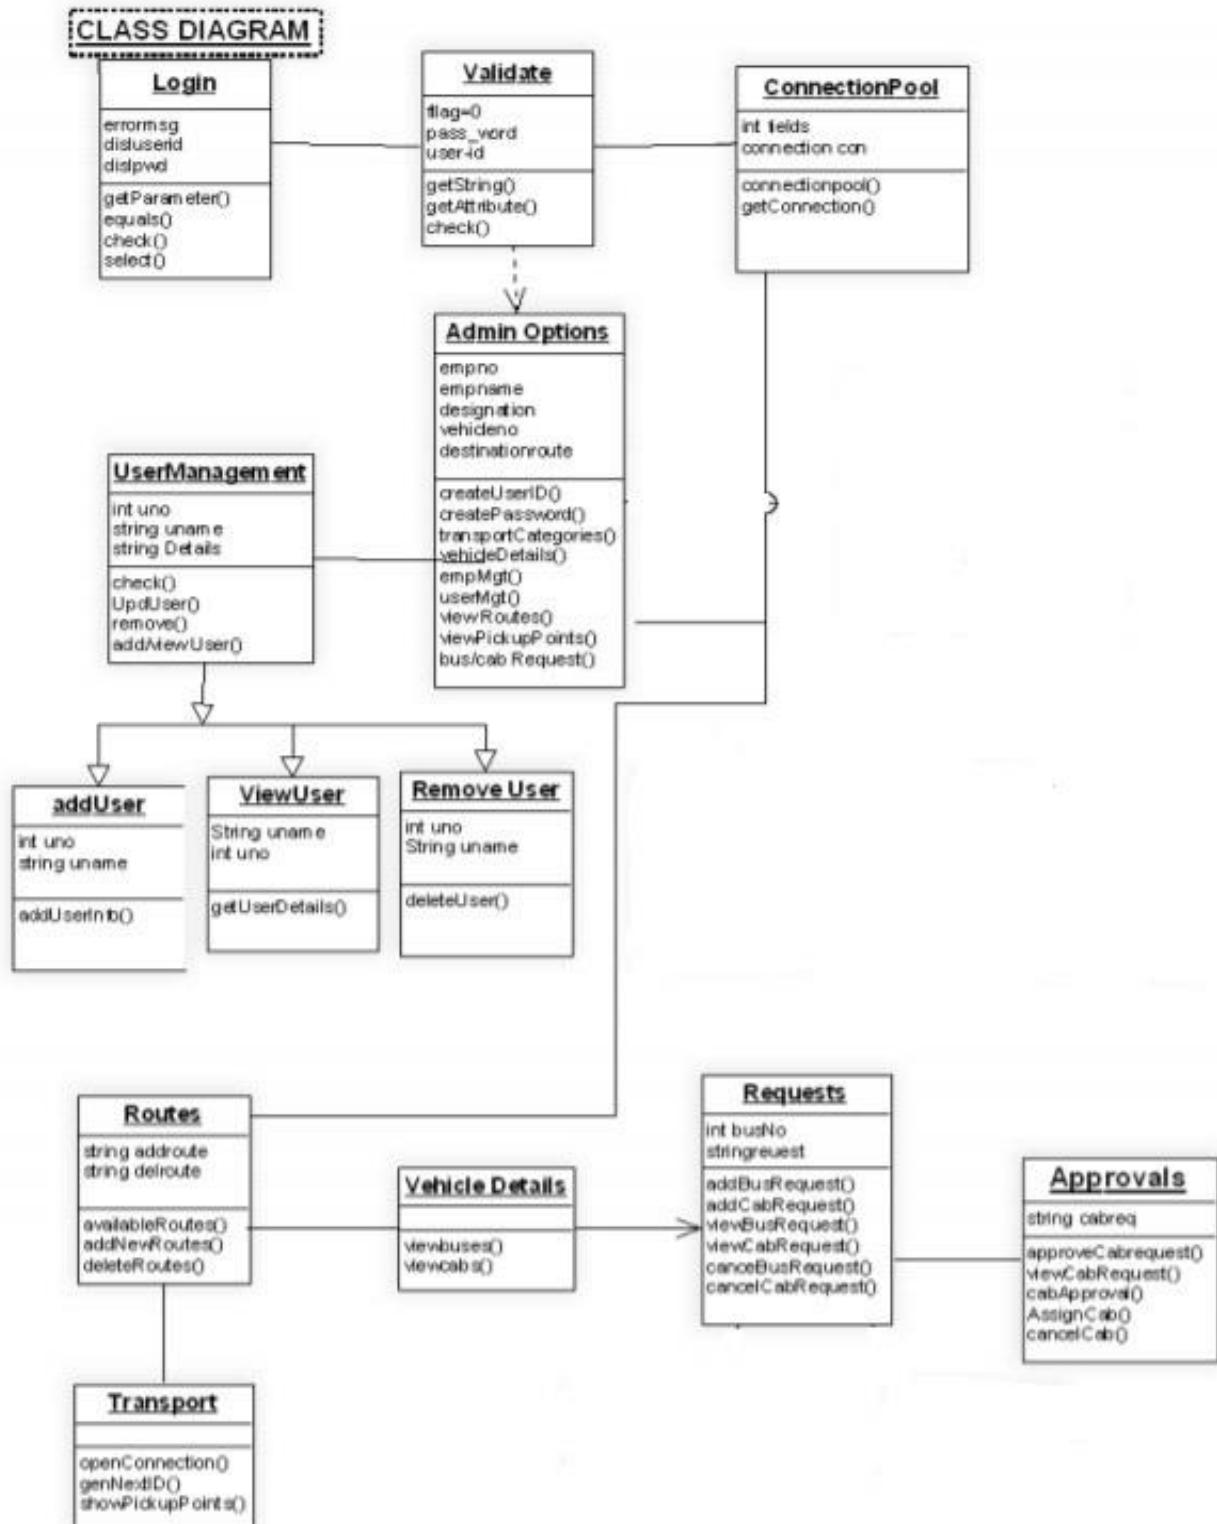 CLASS DIAGRAM
Login
errormsg
disluserid
dislpwd
getParameter()
equals()
check()
select()
Validate
flag=0
pass_word
user-id
getString()
getAttribute()
check()
ConnectionPool
int fields
connection con
connectionpool()
getConnection()
Admin Options
empno
empname
designation
vehicleno
destinationroute
createUserID()
createPassword()
transportCategories()
vehicleDetails()
empMgt()
userMgt()
viewRoutes()
viewPickupPoints()
bus/cab Request()
UserManagement
int uno
string uname
string Details
check()
UpdUser()
remove()
add/viewUser()
addUser
int uno
string uname
addUserInfo()
ViewUser
String uname
int uno
getUserDetails()
Remove User
int uno
String uname
deleteUser()
Routes
string addroute
string delroute
availableRoutes()
addNewRoutes()
deleteRoutes()
Vehicle Details
viewbuses()
viewcabs()
Requests
int busNo
stringreuest
addBusRequest()
addCabRequest()
viewBusRequest()
viewCabRequest()
canceBusRequest()
cancelCabRequest()
Approvals
string cabreq
approveCabrequest()
viewCabRequest()
cabApproval()
AssignCab()
cancelCab()
Transport
openConnection()
genNextID()
showPickupPoints()